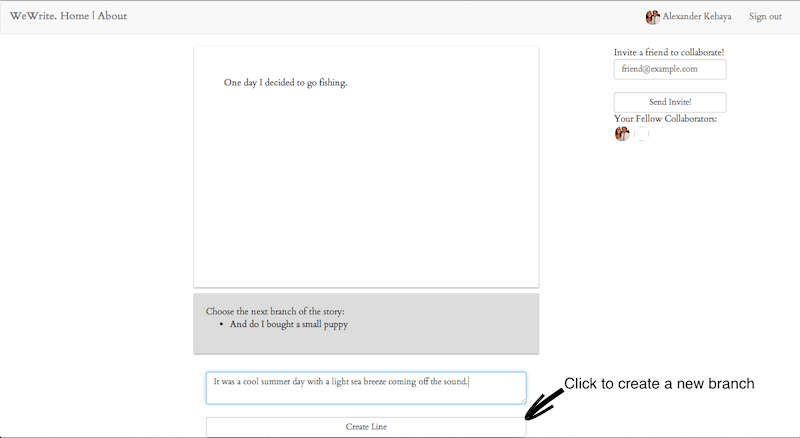 WeWrite. Home | About
Alexander Kehaya
Sign out
One day I decided to go fishing.
Invite a friend to collaborate!
friend@example.com
Send Invite!
Your Fellow Collaborators:
Choose the next branch of the story:
• And do I bought a small puppy
It was a cool summer day with a light sea breeze coming off the sound.
Click to create a new branch
Create Line